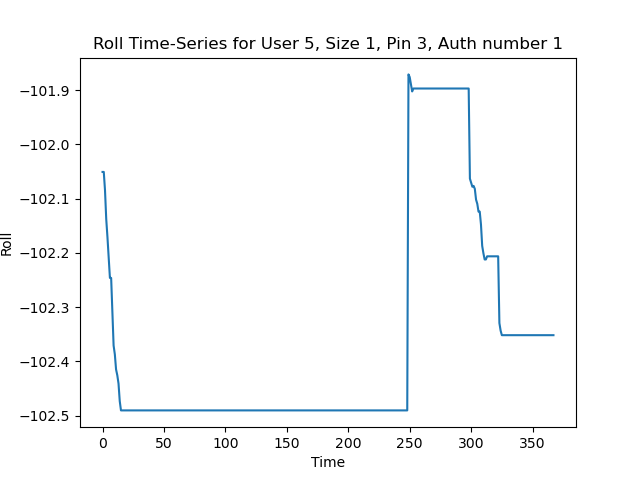 Roll Time-Series for User 5, Size 1, Pin 3, Auth number 1
−101.9
−102.0
−102.1
−102.2
−102.3
−102.4
−102.5
Roll
0 50 100 150 200 250 300 350
Time